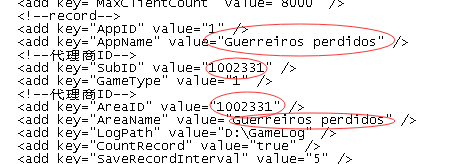 <add key="MaxClientCount" value="8000" />
<!--record-->
<add key="AppID" value="1" />
<add key="AppName" value="Guerreiros perdidos" />
<!--代理商ID-->
<add key="SubID" value="1002331" />
<add key="GameType" value="1" />
<!--代理商ID-->
<add key="AreaID" value="1002331" />
<add key="AreaName" value="Guerreiros perdidos" />
<add key="LogPath" value="D:\GameLog" />
<add key="CountRecord" value="true" />
<add key="SaveRecordInterval" value="5" />